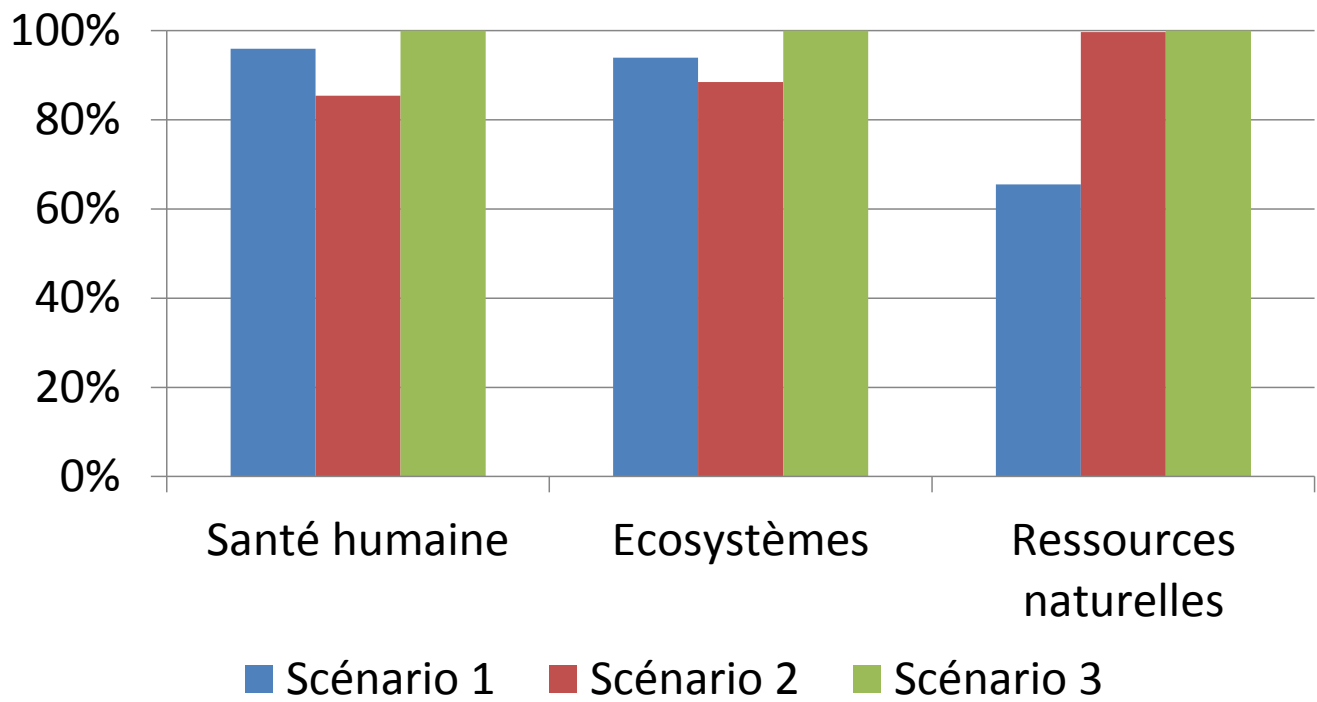 100%
80%
60%
40%
20%
0%
Santé humaine
Ecosystèmes
Ressources
naturelles
Scénario 1
Scénario 2
Scénario 3